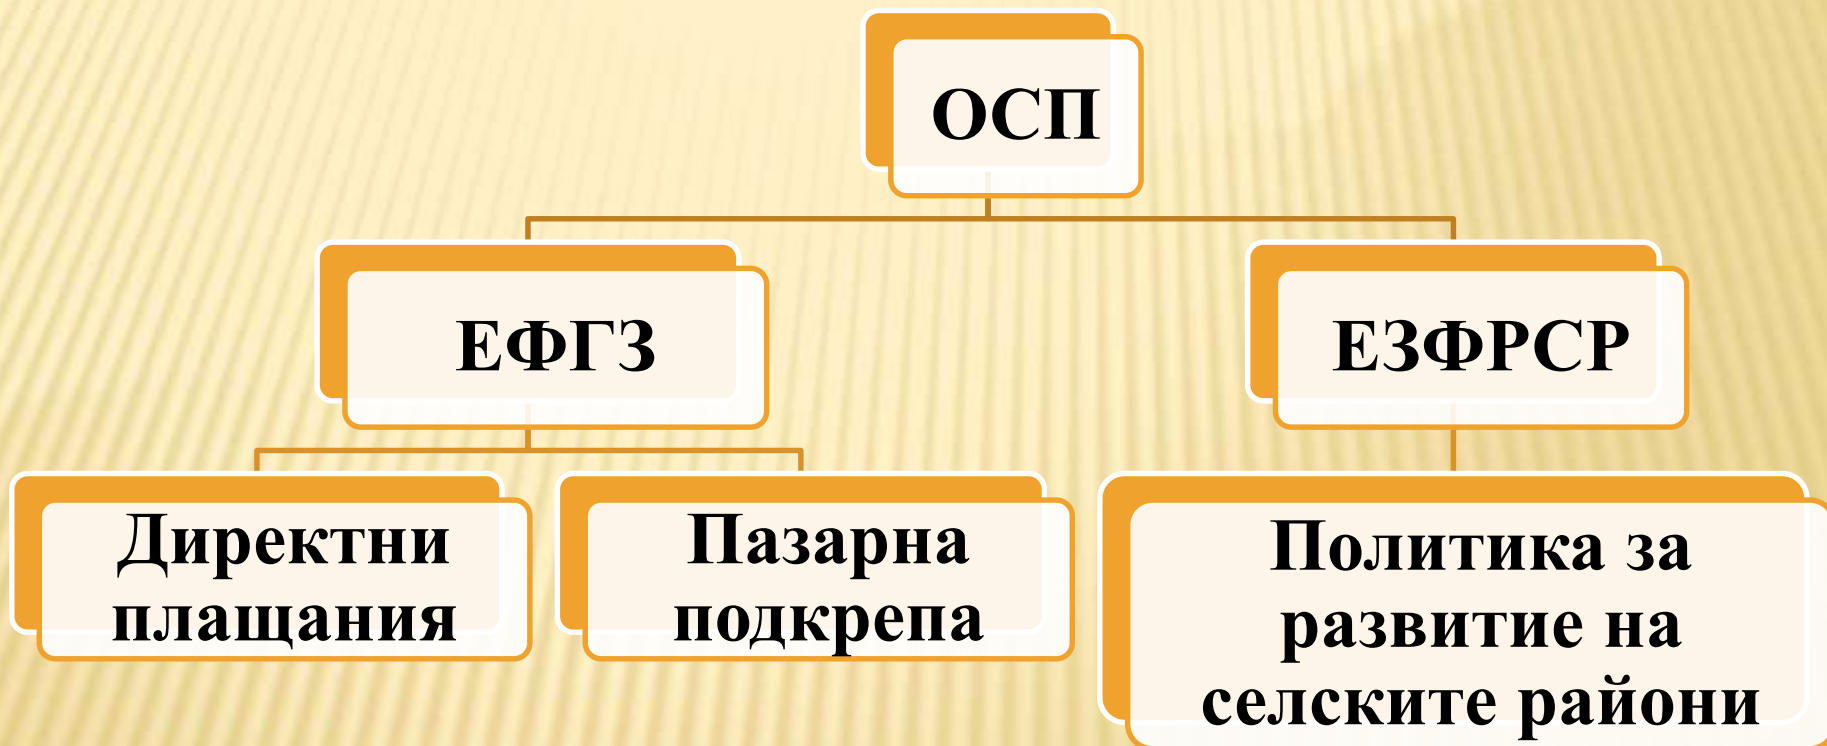 ОСП
ЕФГЗ
ЕЗФРСР
Директни
плащания
Пазарна
подкрепа
Политика за
развитие на
селските райони